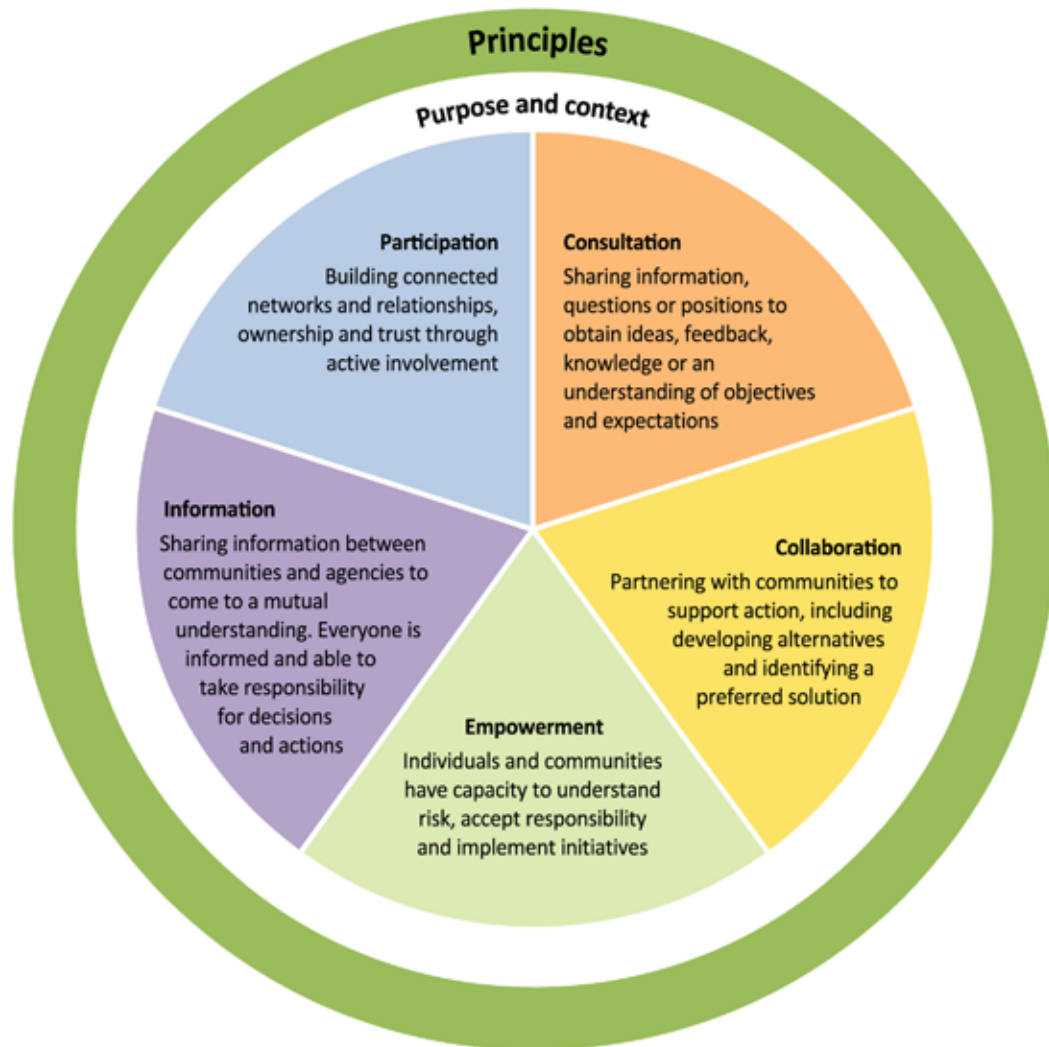 Principles
Purpose and context
Participation
Building connected
networks and relationships,
ownership and trust through
active involvement
Consultation
Sharing information,
questions or positions to
obtain ideas, feedback,
knowledge or an
understanding of objectives
and expectations
Collaboration
Partnering with communities to
support action, including
developing alternatives
and identifying a
preferred solution
Empowerment
Individuals and communities
have capacity to understand
risk, accept responsibility
and implement initiatives
Information
Sharing information between
communities and agencies to
come to a mutual
understanding. Everyone is
informed and able to
take responsibility
for decisions
and actions